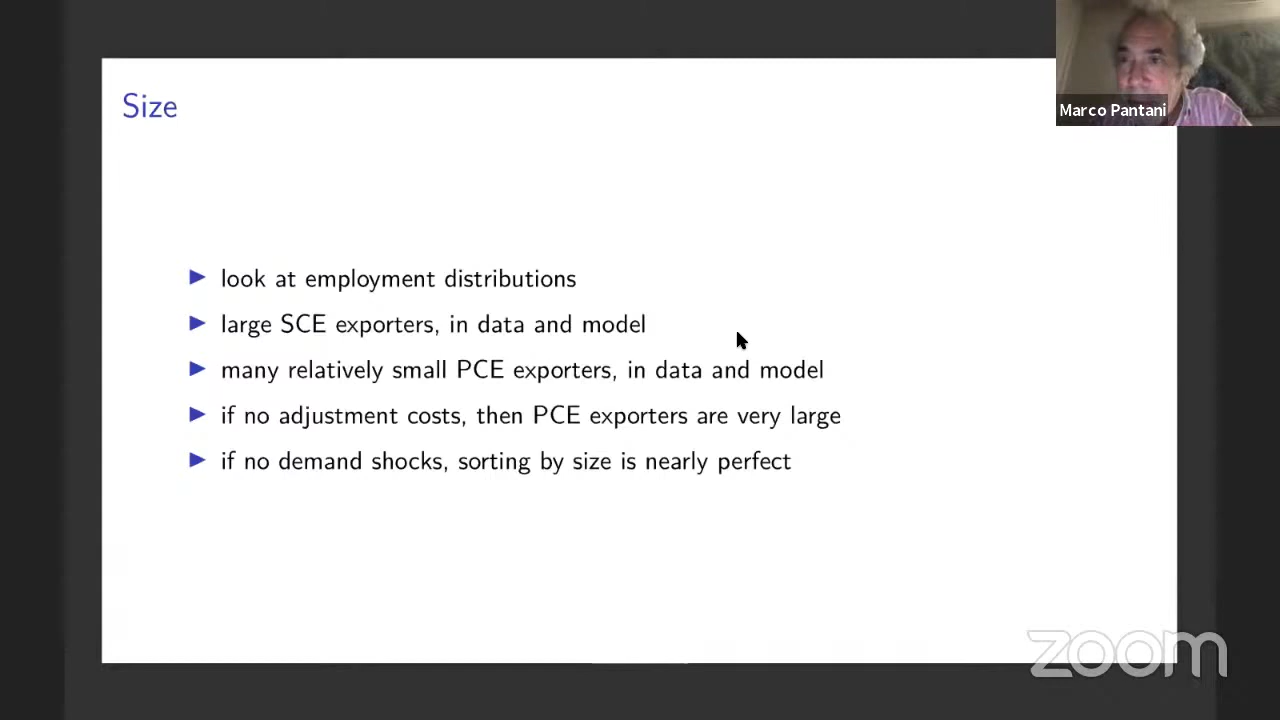 Size
Marco Pantani
▶ look at employment distributions
▶ large SCE exporters, in data and model
▶ many relatively small PCE exporters, in data and model
▶ if no adjustment costs, then PCE exporters are very large
▶ if no demand shocks, sorting by size is nearly perfect
zoom